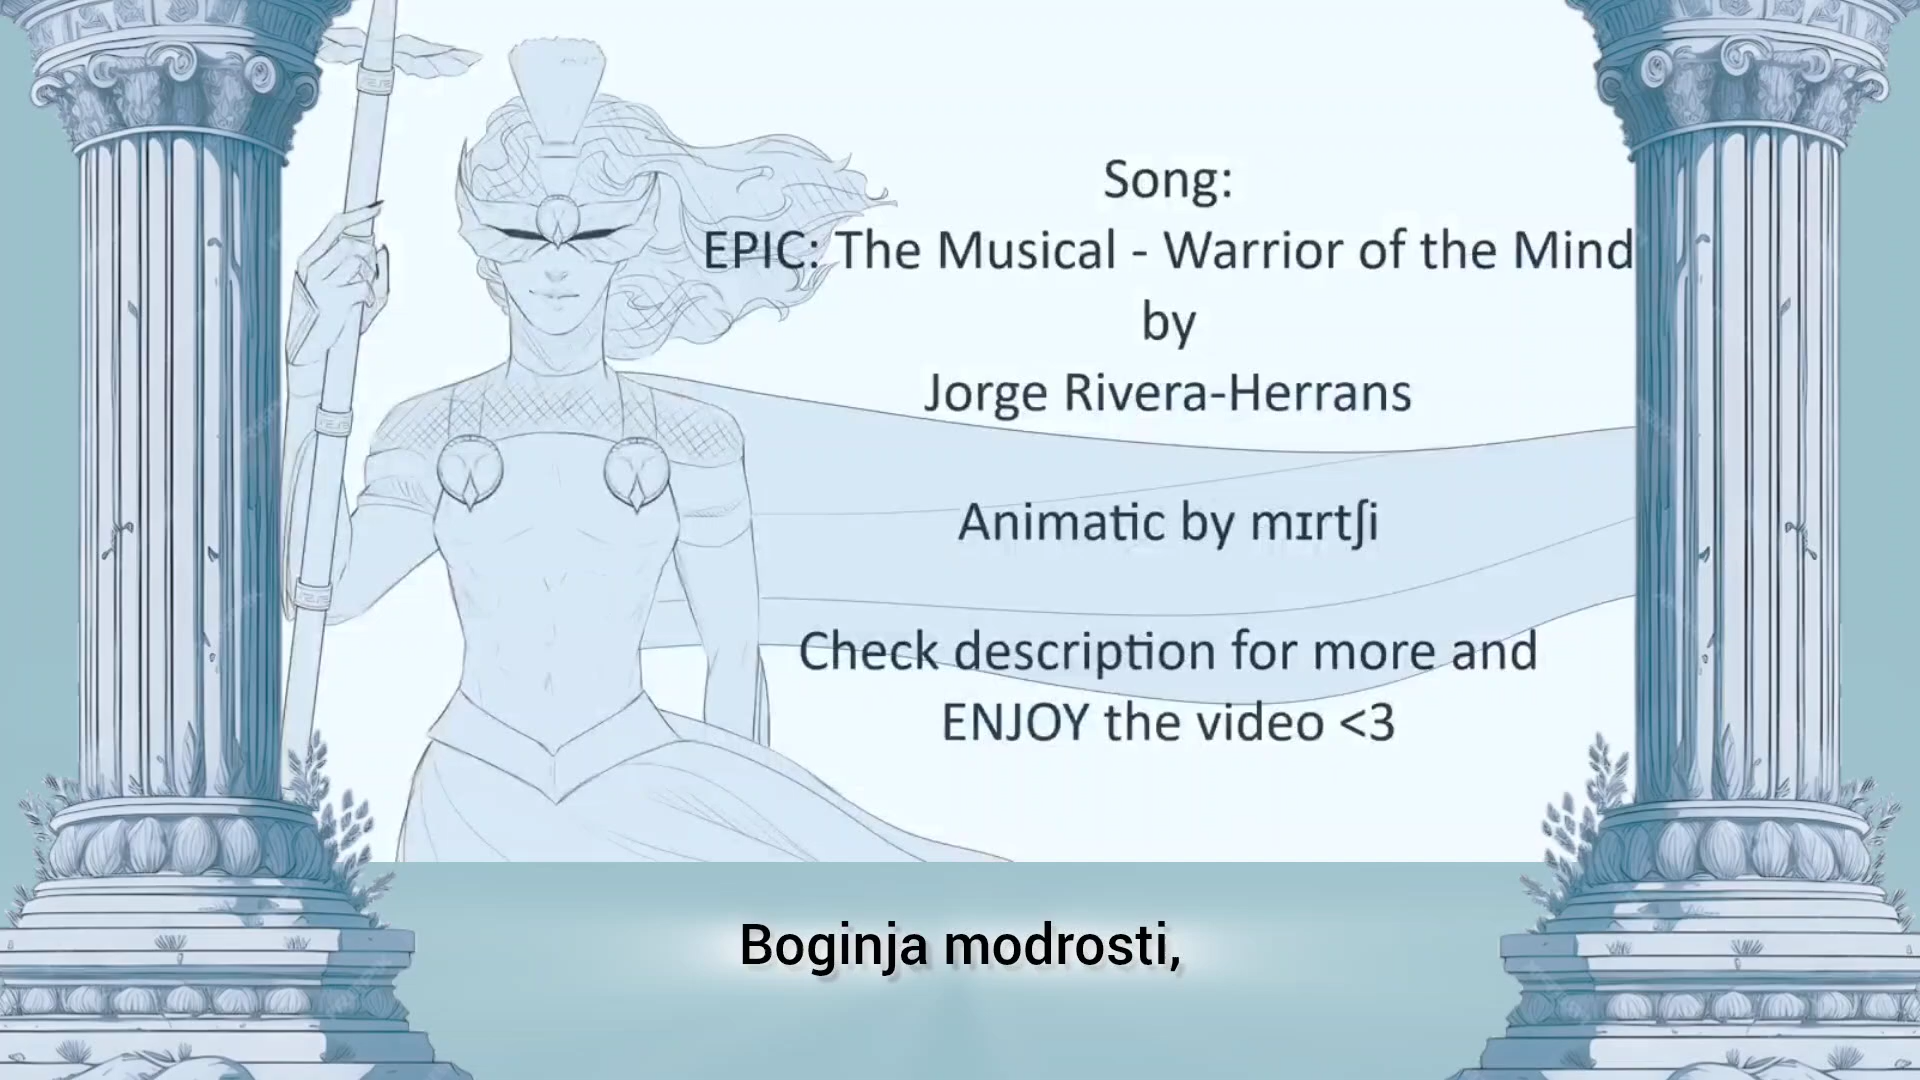 Song:
EPIC: The Musical - Warrior of the Mind
by
Jorge Rivera-Herrans
Animatic by mɪrtʃi
Check description for more and
ENJOY the video <3
Boginja modrosti,